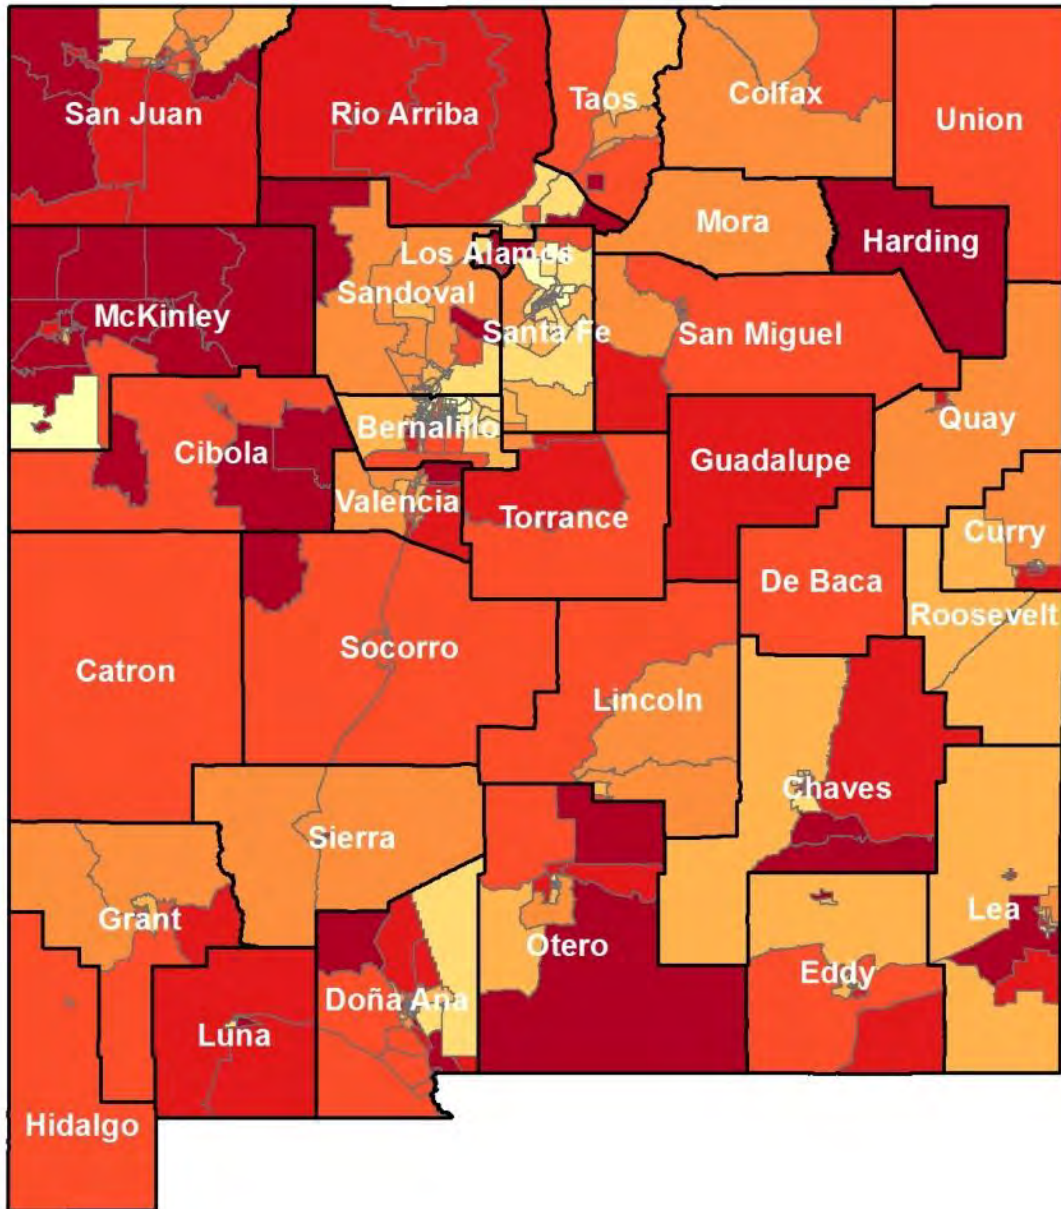 San Juan
Rio Arriba
Taos
Colfax
Union
Mora
Harding
Los Alamos
Sandoval
McKinley
Santa Fe
San Miguel
Quay
Cibola
Bernalillo
Guadalupe
Valencia
Torrance
Curry
De Baca
Roosevelt
Catron
Socorro
Lincoln
Chaves
Sierra
Grant
Otero
Lea
Eddy
Doña Ana
Luna
Hidalgo